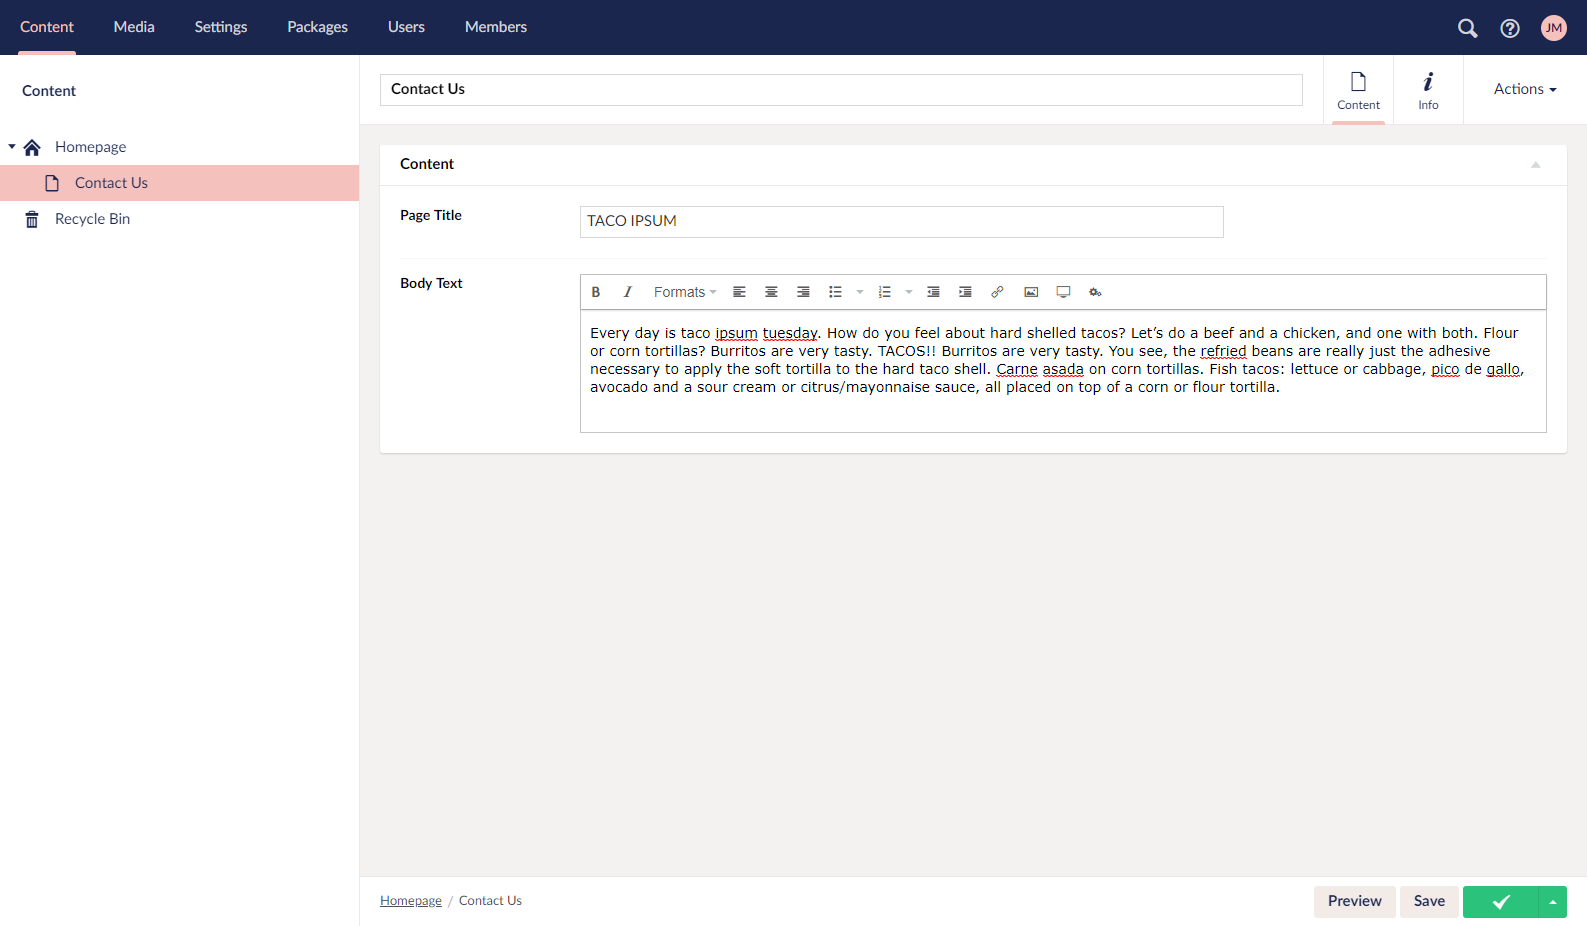 Content Media Settings Packages Users Members JM
Content
Homepage
Contact Us
Recycle Bin
Contact Us
Content Info Actions
Content
Page Title TACO IPSUM
Body Text
B I Formats
Every day is taco ipsum tuesday. How do you feel about hard shelled tacos? Let’s do a beef and a chicken, and one with both. Flour
or corn tortillas? Burritos are very tasty. TACOS!! Burritos are very tasty. You see, the refried beans are really just the adhesive
necessary to apply the soft tortilla to the hard taco shell. Carne asada on corn tortillas. Fish tacos: lettuce or cabbage, pico de gallo,
avocado and a sour cream or citrus/mayonnaise sauce, all placed on top of a corn or flour tortilla.
Homepage / Contact Us
Preview Save